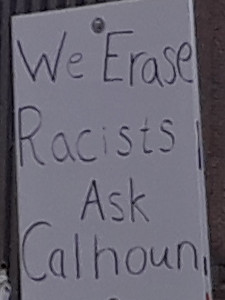 We Erase
Racists
Ask
Calhoun,